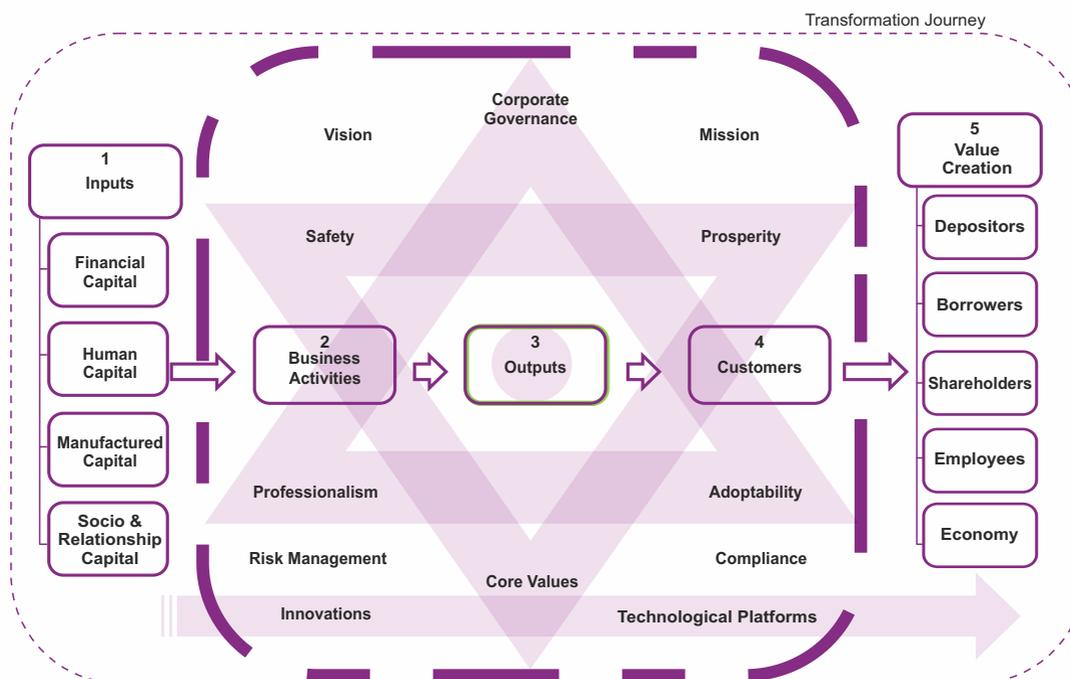 Transformation Journey
Corporate
Governance
Vision
Mission
1
Inputs
Financial
Capital
Human
Capital
Manufactured
Capital
Socio &
Relationship
Capital
Safety
Prosperity
2
Business
Activities
3
Outputs
4
Customers
Professionalism
Adoptability
Risk Management
Compliance
Core Values
Innovations
Technological Platforms
5
Value
Creation
Depositors
Borrowers
Shareholders
Employees
Economy